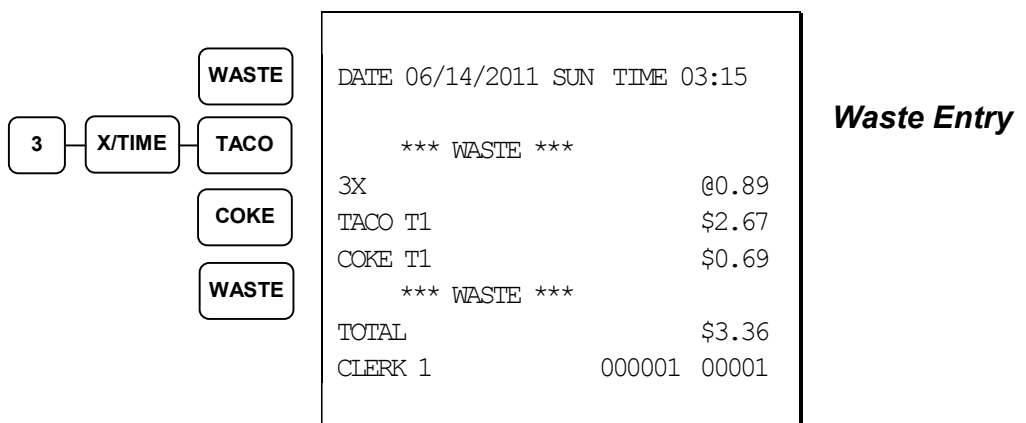 WASTE
3 X/TIME TACO
COKE
WASTE
DATE 06/14/2011 SUN TIME 03:15
*** WASTE ***
3X @0.89
TACO T1 $2.67
COKE T1 $0.69
*** WASTE ***
TOTAL $3.36
CLERK 1 000001 00001
Waste Entry